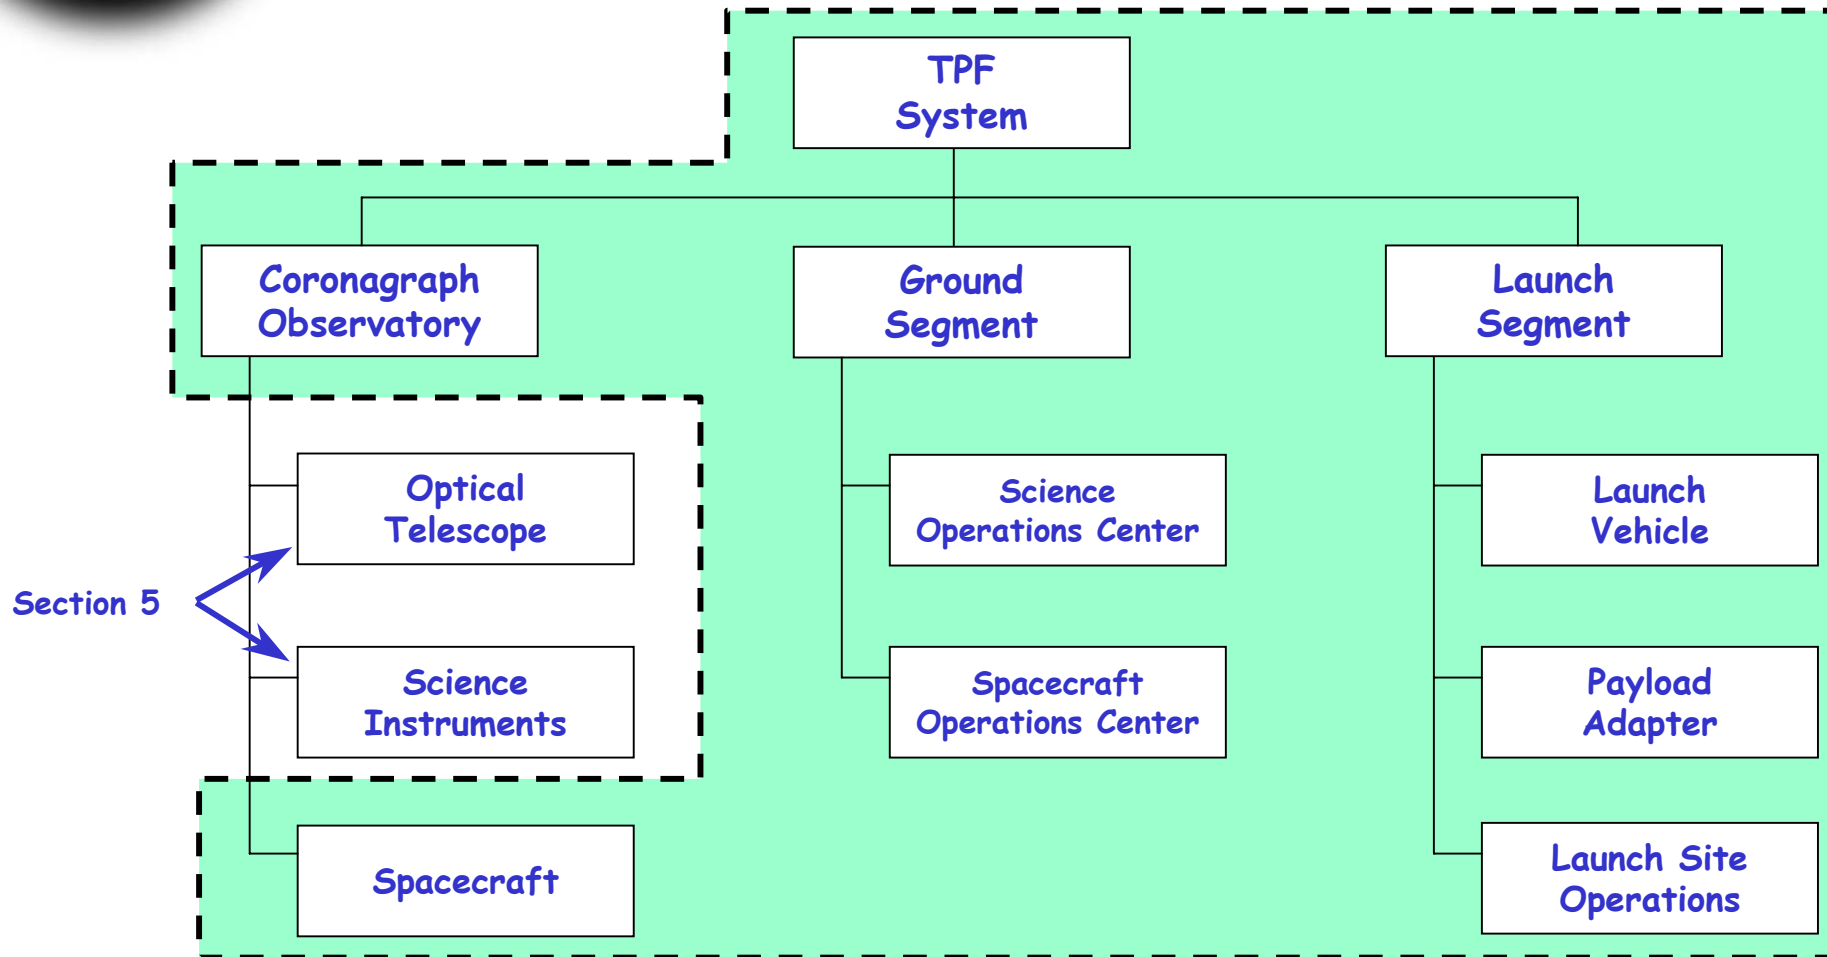 TPF
System
Coronagraph
Observatory
Ground
Segment
Launch
Segment
Optical
Telescope
Science
Operations Center
Launch
Vehicle
Section 5
Science
Instruments
Spacecraft
Operations Center
Payload
Adapter
Spacecraft
Launch Site
Operations